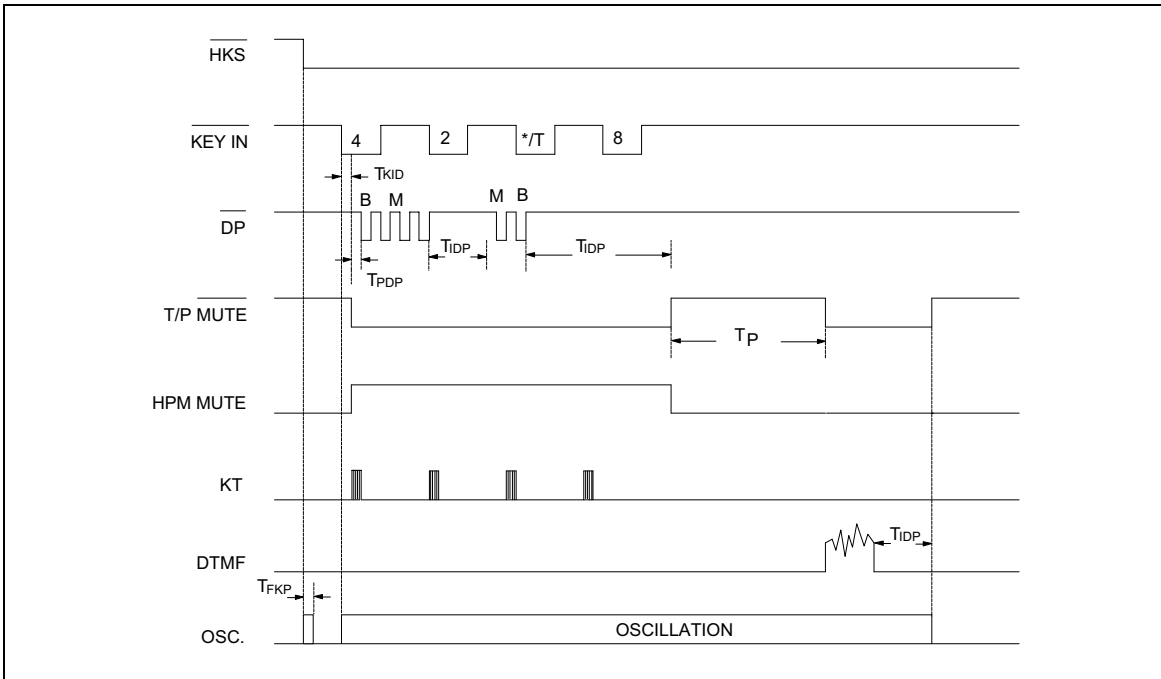 HKS
KEY IN 4 2 */T 8
TKID
B M M B
DP
TIDP TIDP
TPDP
T/P MUTE
TP
HPM MUTE
KT
DTMF
TIDP
TFKP
OSC. OSCILLATION